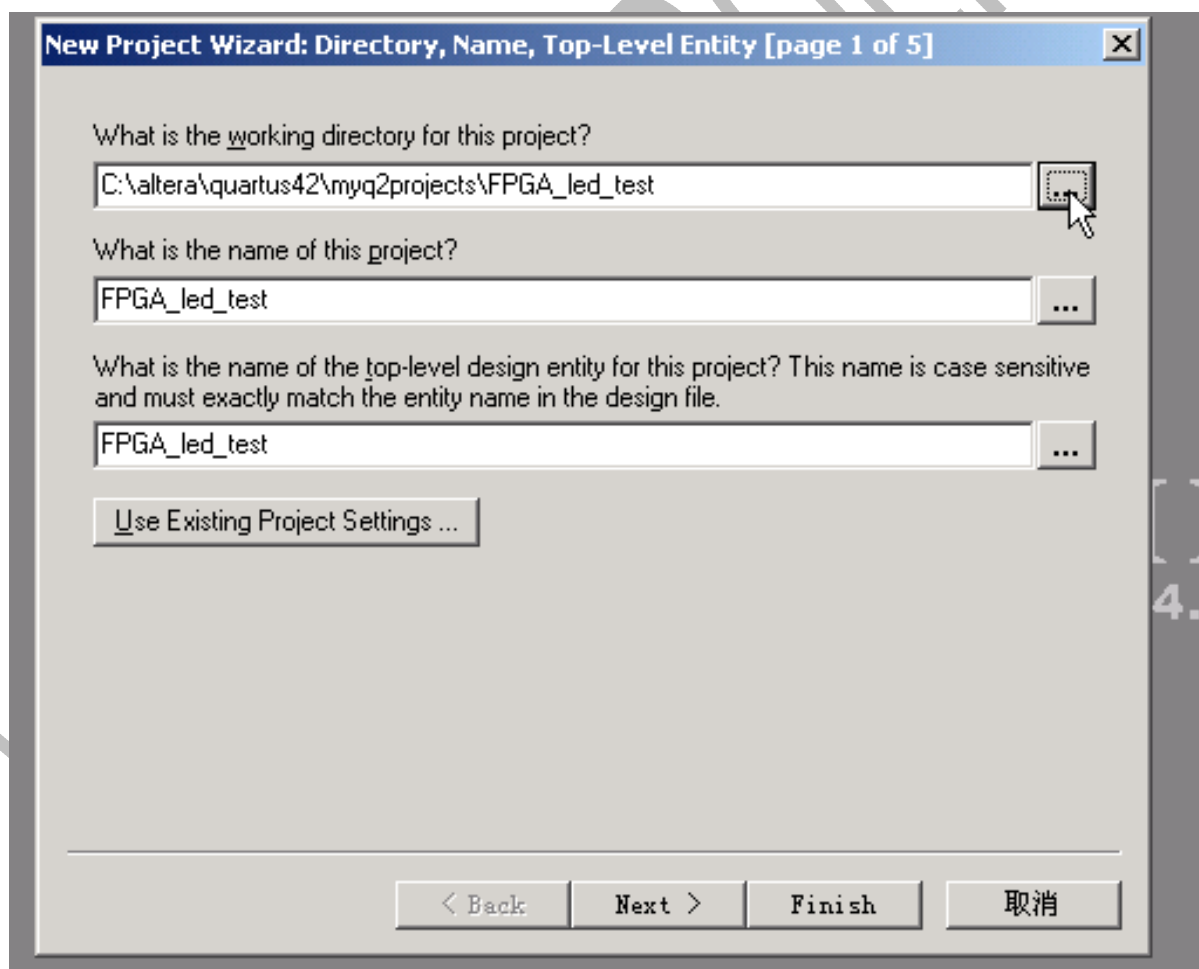 New Project Wizard: Directory, Name, Top-Level Entity [page 1 of 5]
What is the working directory for this project?
C:\altera\quartus42\myq2projects\FPGA_led_test
...
What is the name of this project?
FPGA_led_test
...
What is the name of the top-level design entity for this project? This name is case sensitive
and must exactly match the entity name in the design file.
FPGA_led_test
...
Use Existing Project Settings ...
4.
< Back
Next >
Finish
取消